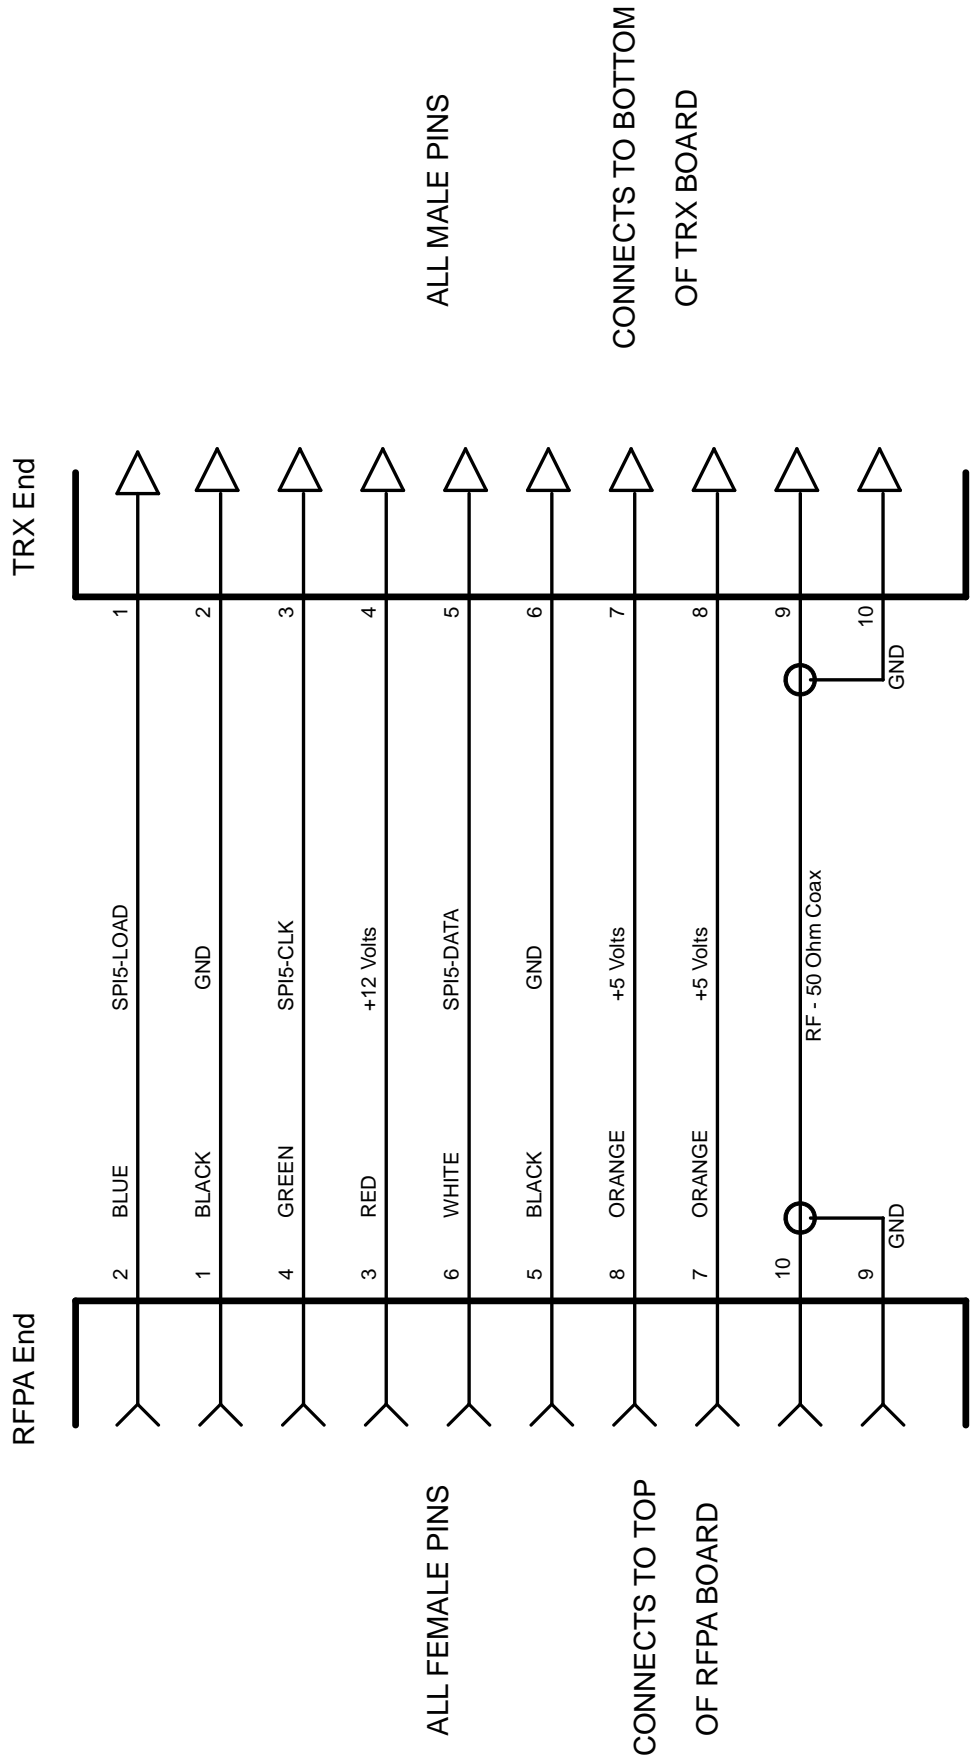 RFPA End
TRX End
2
BLUE
SPI5-LOAD
1
1
BLACK
GND
2
4
GREEN
SPI5-CLK
3
3
RED
+12 Volts
4
6
WHITE
SPI5-DATA
5
5
BLACK
GND
6
8
ORANGE
+5 Volts
7
7
ORANGE
+5 Volts
8
10
RF - 50 Ohm Coax
9
9
GND
GND
10
ALL FEMALE PINS
CONNECTS TO TOP
OF RFPA BOARD
ALL MALE PINS
CONNECTS TO BOTTOM
OF TRX BOARD